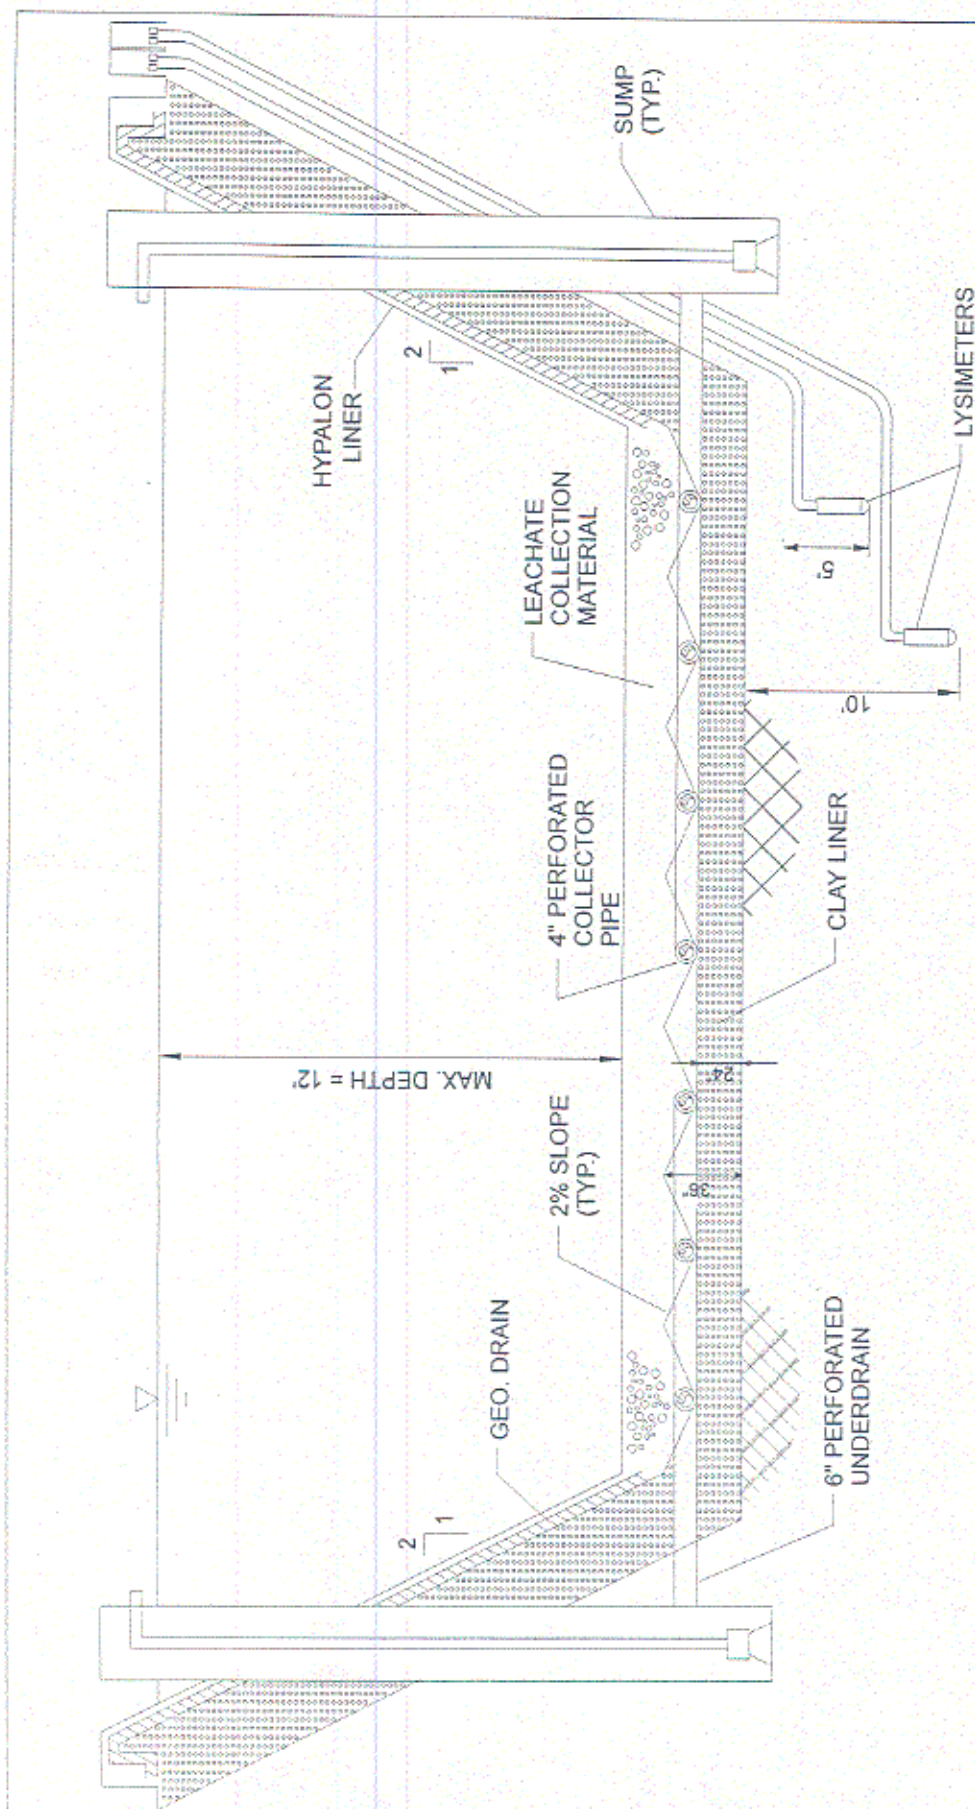 HYPALON
LINER
2
1
SUMP
(TYP.)
GEO. DRAIN
2
1
2% SLOPE
(TYP.)
MAX. DEPTH = 12'
4" PERFORATED
COLLECTOR
PIPE
LEACHATE
COLLECTION
MATERIAL
36"
24"
6" PERFORATED
UNDERDRAIN
CLAY LINER
10'
5'
LYSIMETERS